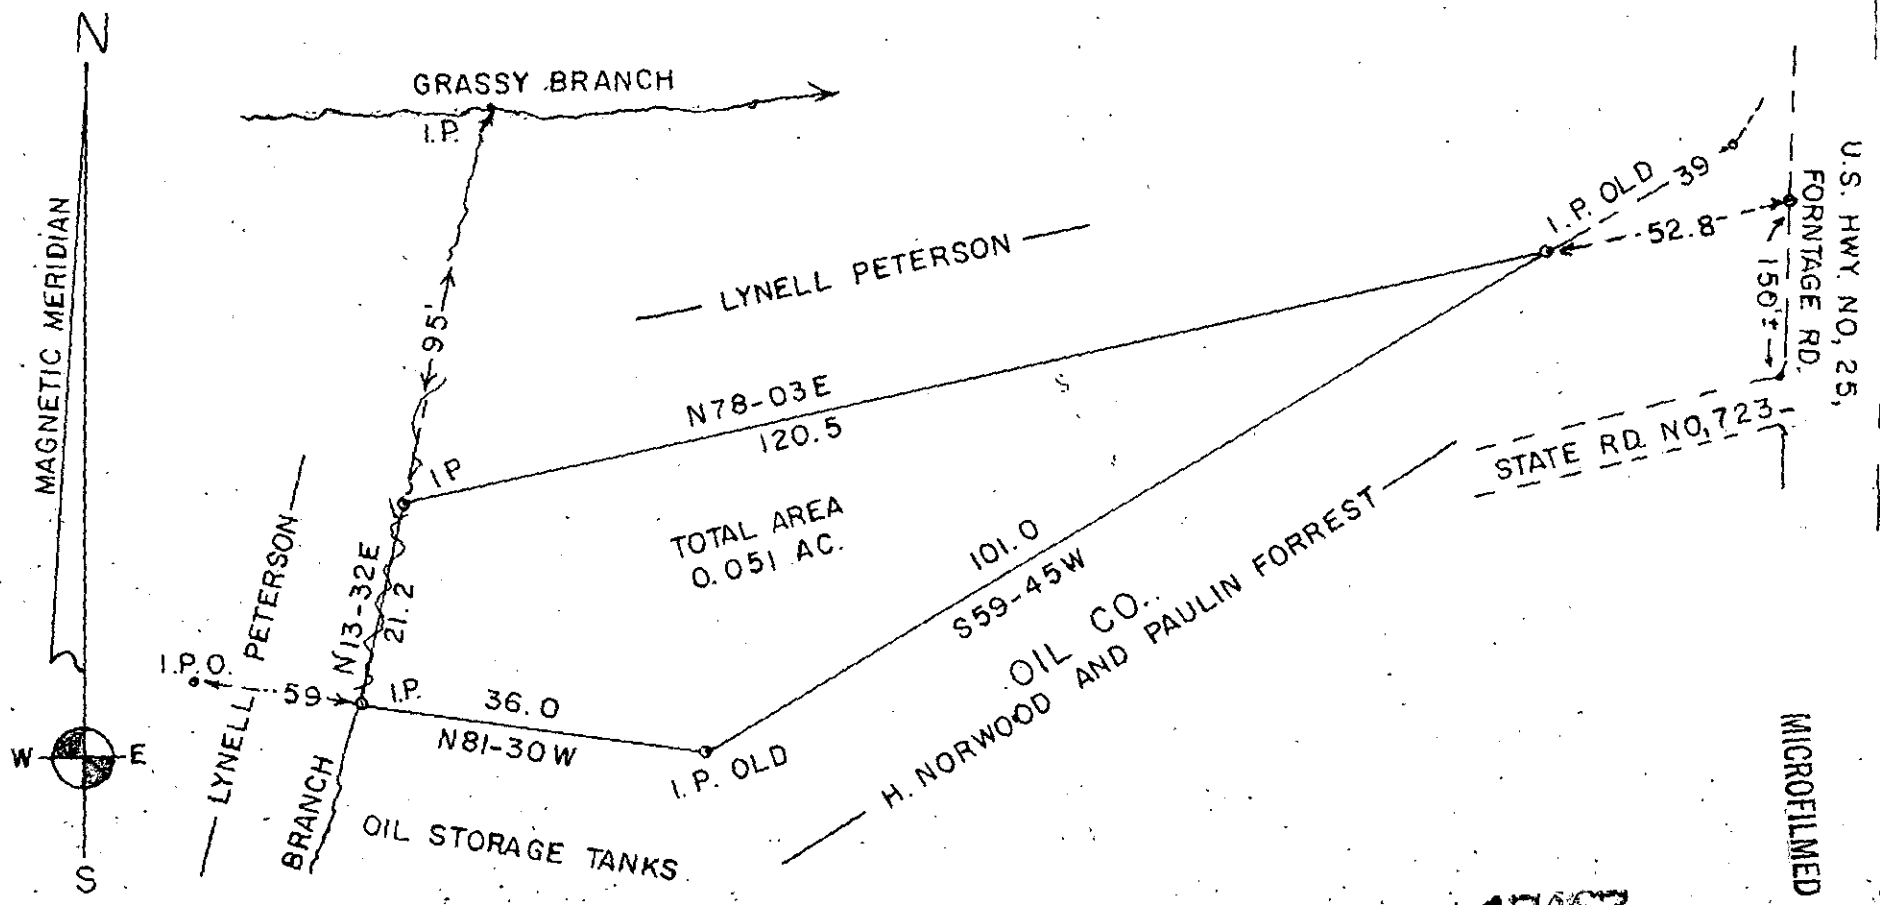 N
GRASSY BRANCH
I.P.
MAGNETIC MERIDIAN
95'
LYNELL PETERSON
I.P. OLD
39
52.8
150'±
U.S. HWY. NO, 25,
FORNTAGE RD.
N78-03E
120.5
I.P
STATE RD. NO, 723
TOTAL AREA
0.051 AC.
101.0
S59-45W
LYNELL PETERSON
N13-32E
21.2
I.P.O.
59
I.P.
36.0
N81-30W
I.P. OLD
OIL CO.
H. NORWOOD AND PAULIN FORREST
W
E
BRANCH
OIL STORAGE TANKS
S
MICROFILMED